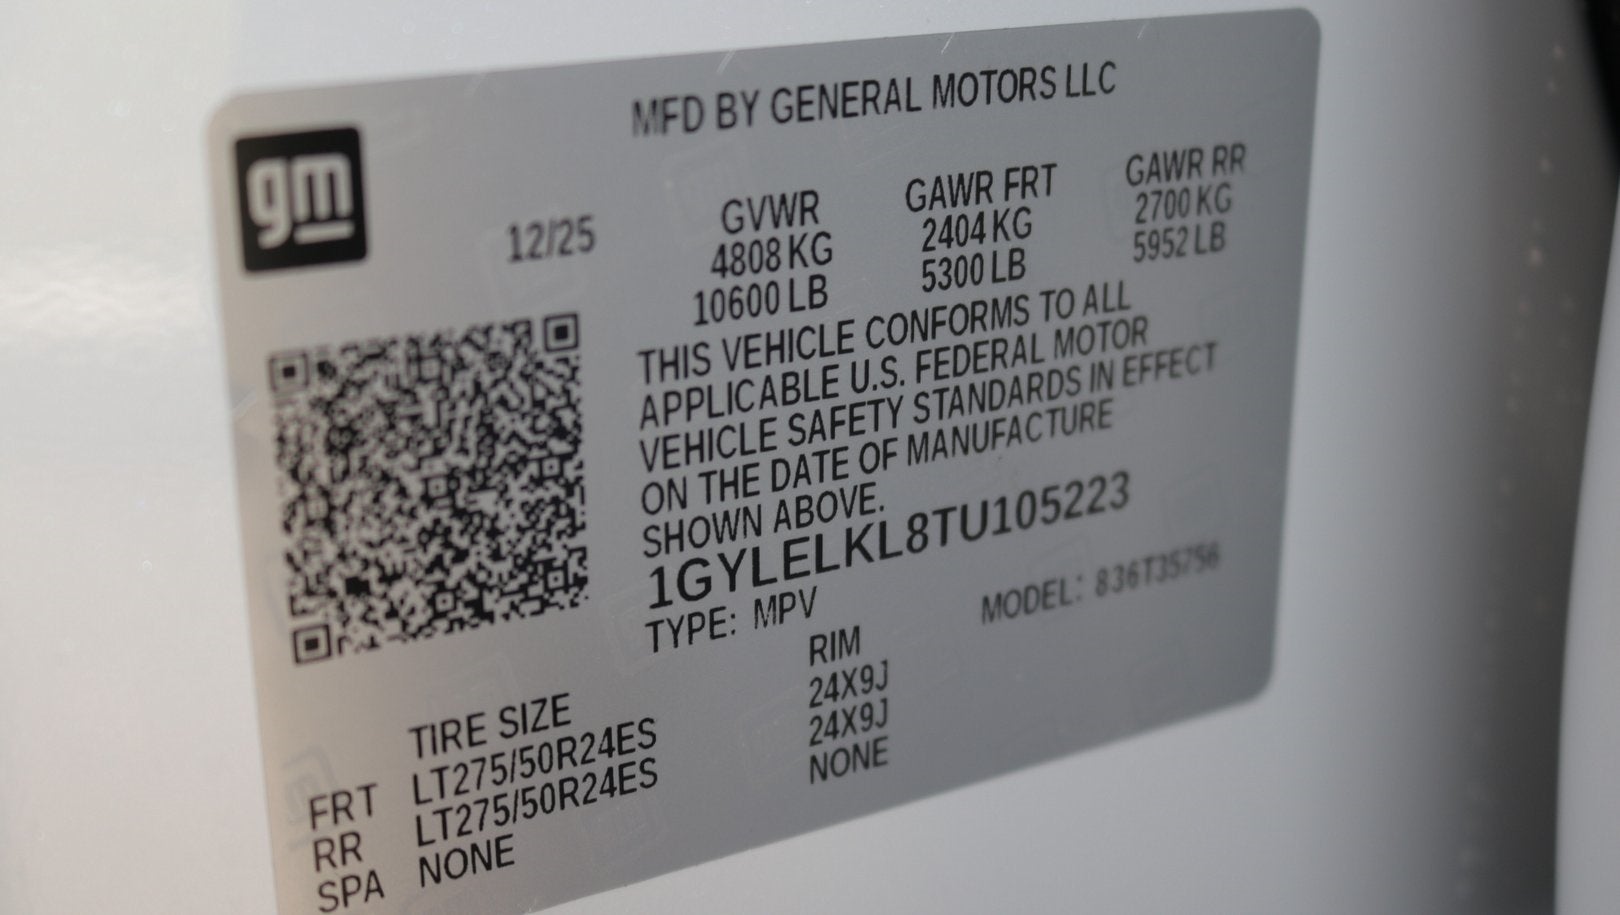 gm
MFD BY GENERAL MOTORS LLC
12/25
GVWR
4808 KG
10600 LB
GAWR FRT
2404 KG
5300 LB
GAWR RR
2700 KG
5952 LB
THIS VEHICLE CONFORMS TO ALL
APPLICABLE U.S. FEDERAL MOTOR
VEHICLE SAFETY STANDARDS IN EFFECT
ON THE DATE OF MANUFACTURE
SHOWN ABOVE.
1GYLELKL8TU105223
TYPE: MPV
MODEL: 836T35756
TIRE SIZE RIM
FRT LT275/50R24ES 24X9J
RR LT275/50R24ES 24X9J
SPA NONE NONE